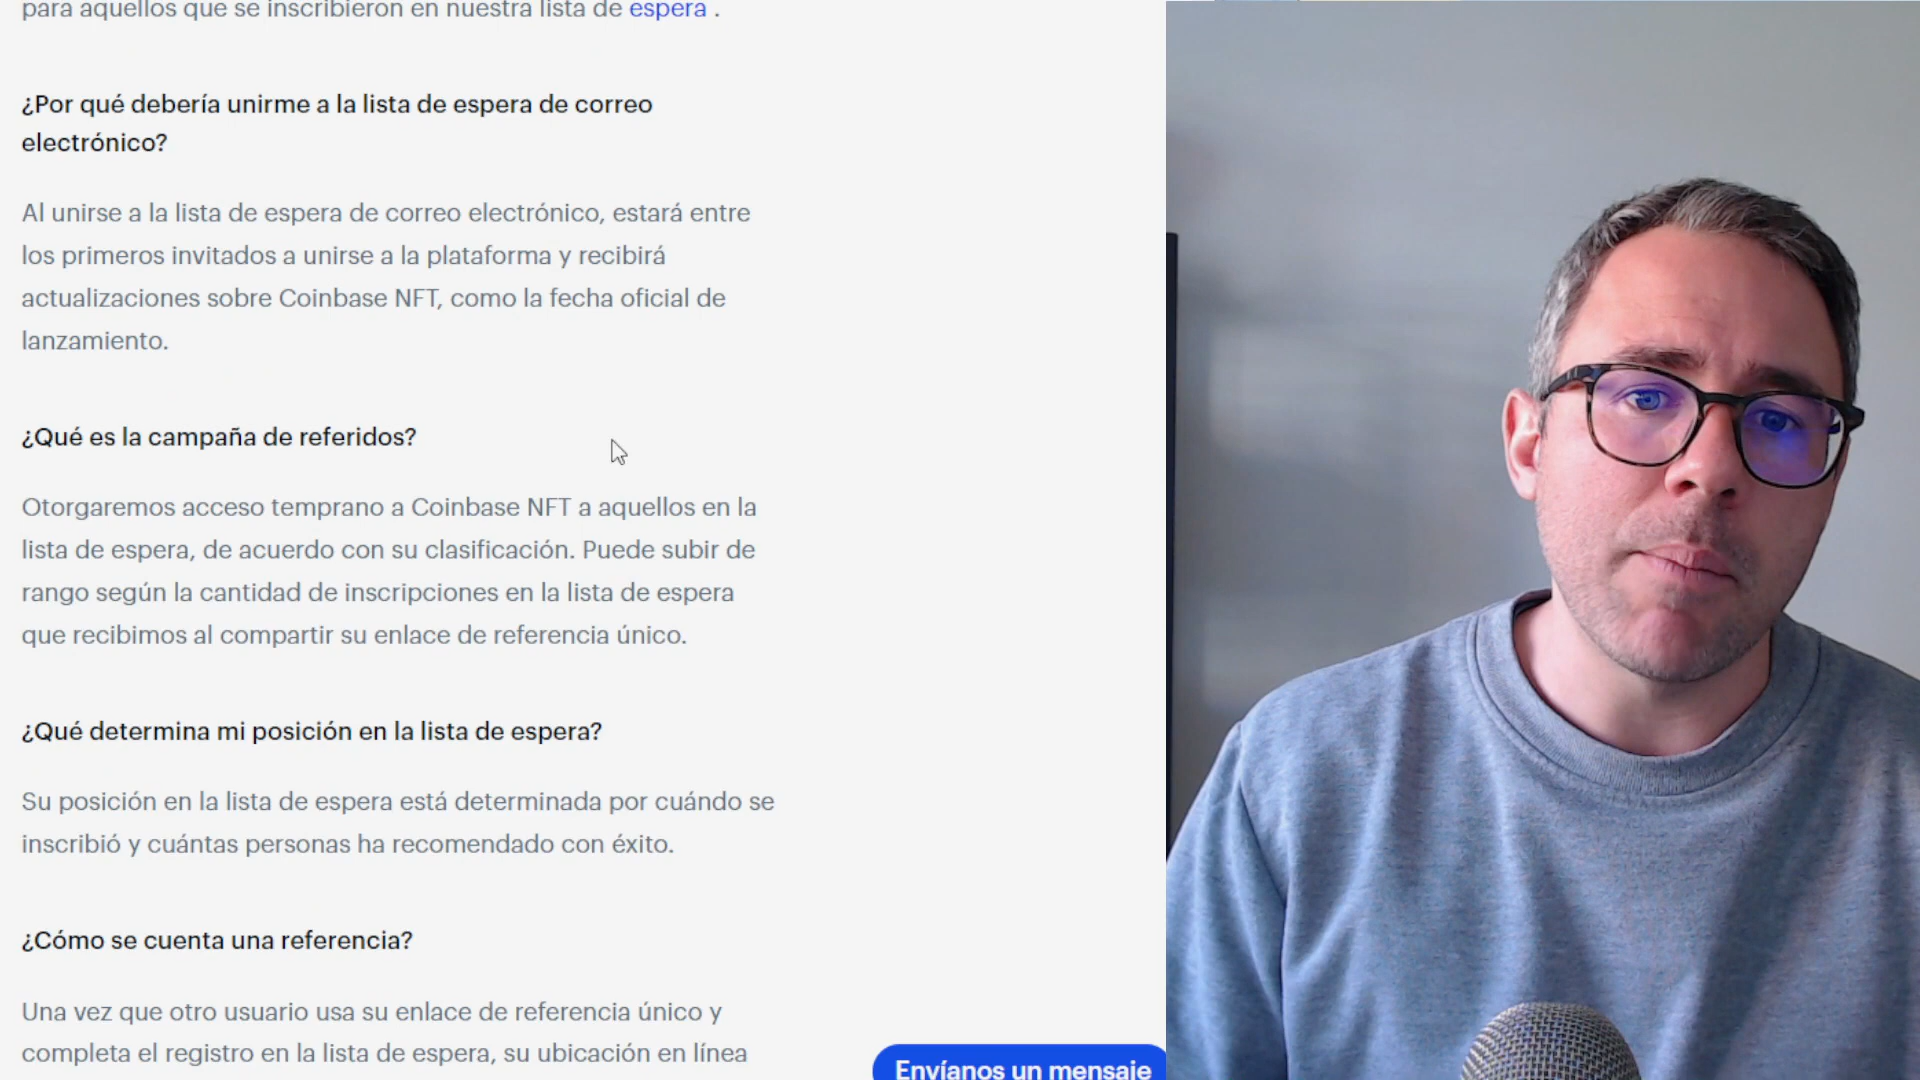 para aquellos que se inscribieron en nuestra lista de espera .
¿Por qué debería unirme a la lista de espera de correo
electrónico?
Al unirse a la lista de espera de correo electrónico, estará entre
los primeros invitados a unirse a la plataforma y recibirá
actualizaciones sobre Coinbase NFT, como la fecha oficial de
lanzamiento.
¿Qué es la campaña de referidos?
Otorgaremos acceso temprano a Coinbase NFT a aquellos en la
lista de espera, de acuerdo con su clasificación. Puede subir de
rango según la cantidad de inscripciones en la lista de espera
que recibimos al compartir su enlace de referencia único.
¿Qué determina mi posición en la lista de espera?
Su posición en la lista de espera está determinada por cuándo se
inscribió y cuántas personas ha recomendado con éxito.
¿Cómo se cuenta una referencia?
Una vez que otro usuario usa su enlace de referencia único y
completa el registro en la lista de espera, su ubicación en línea
Envíanos un mensaje